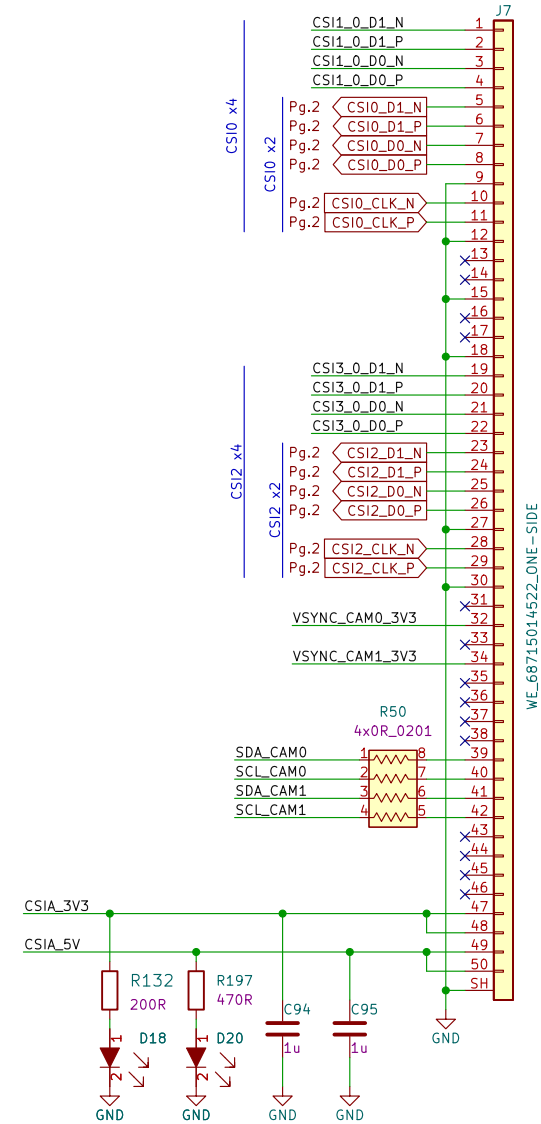 J7
CSI1_0_D1_N 1
CSI1_0_D1_P 2
CSI1_0_D0_N 3
CSI1_0_D0_P 4
CSI0 x4
CSI0 x2
Pg.2 CSI0_D1_N 5
Pg.2 CSI0_D1_P 6
Pg.2 CSI0_D0_N 7
Pg.2 CSI0_D0_P 8
9
Pg.2 CSI0_CLK_N 10
Pg.2 CSI0_CLK_P 11
12
13
14
15
16
17
18
CSI3_0_D1_N 19
CSI3_0_D1_P 20
CSI3_0_D0_N 21
CSI3_0_D0_P 22
CSI2 x4
CSI2 x2
Pg.2 CSI2_D1_N 23
Pg.2 CSI2_D1_P 24
Pg.2 CSI2_D0_N 25
Pg.2 CSI2_D0_P 26
27
Pg.2 CSI2_CLK_N 28
Pg.2 CSI2_CLK_P 29
30
31
VSYNC_CAM0_3V3 32
33
VSYNC_CAM1_3V3 34
35
36
37
38
WE_68715014522_ONE-SIDE
R50
4x0R_0201
SDA_CAM0 1 8 39
SCL_CAM0 2 7 40
SDA_CAM1 3 6 41
SCL_CAM1 4 5 42
43
44
45
46
CSIA_3V3 47
48
CSIA_5V 49
50
SH
R132
200R
R197
470R
C94
1u
C95
1u
D18
1
2
D20
1
2
GND
GND
GND
GND
GND